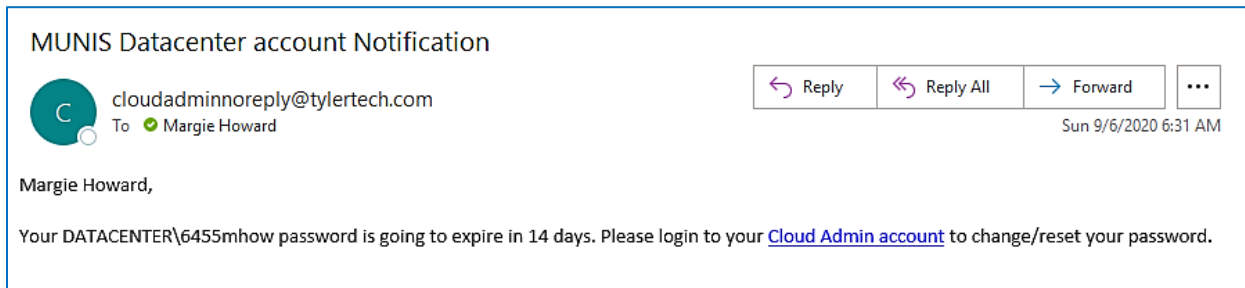 MUNIS Datacenter account Notification
C
cloudadminnoreply@tylertech.com
To Margie Howard
Reply
Reply All
Forward
Sun 9/6/2020 6:31 AM
Margie Howard,
Your DATACENTER\6455mhow password is going to expire in 14 days. Please login to your Cloud Admin account to change/reset your password.